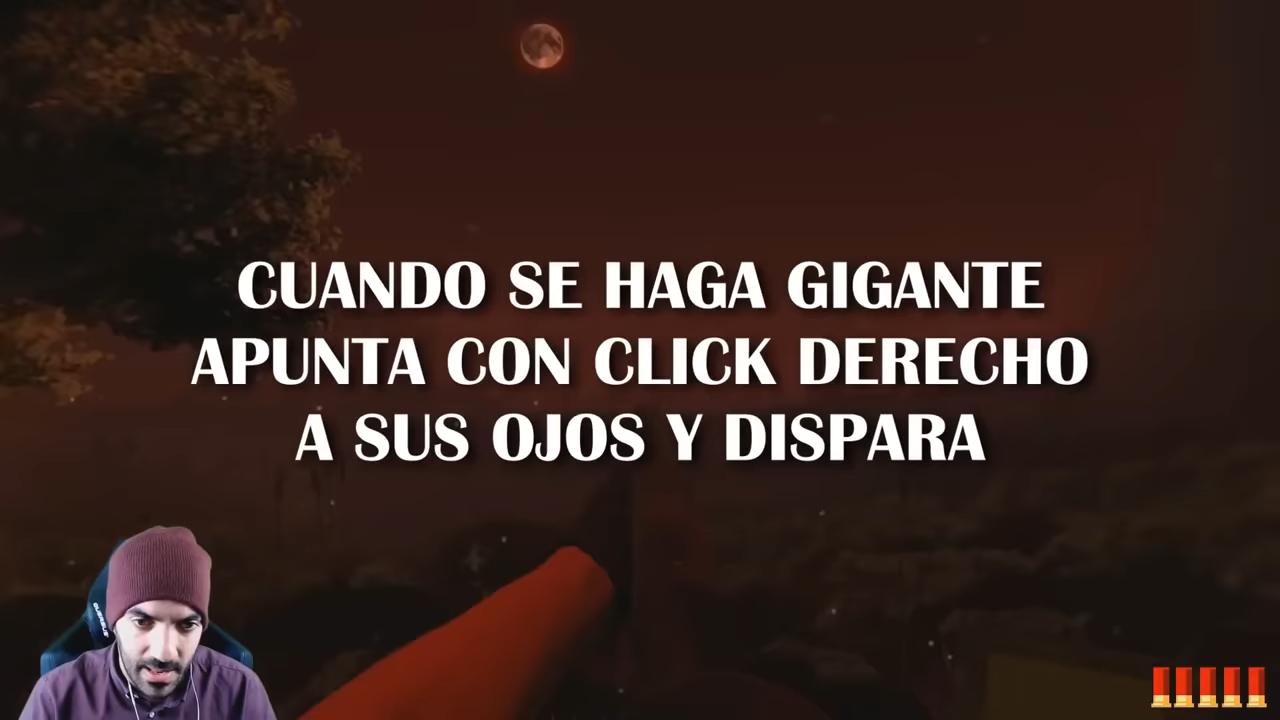 CUANDO SE HAGA GIGANTE
APUNTA CON CLICK DERECHO
A SUS OJOS Y DISPARA